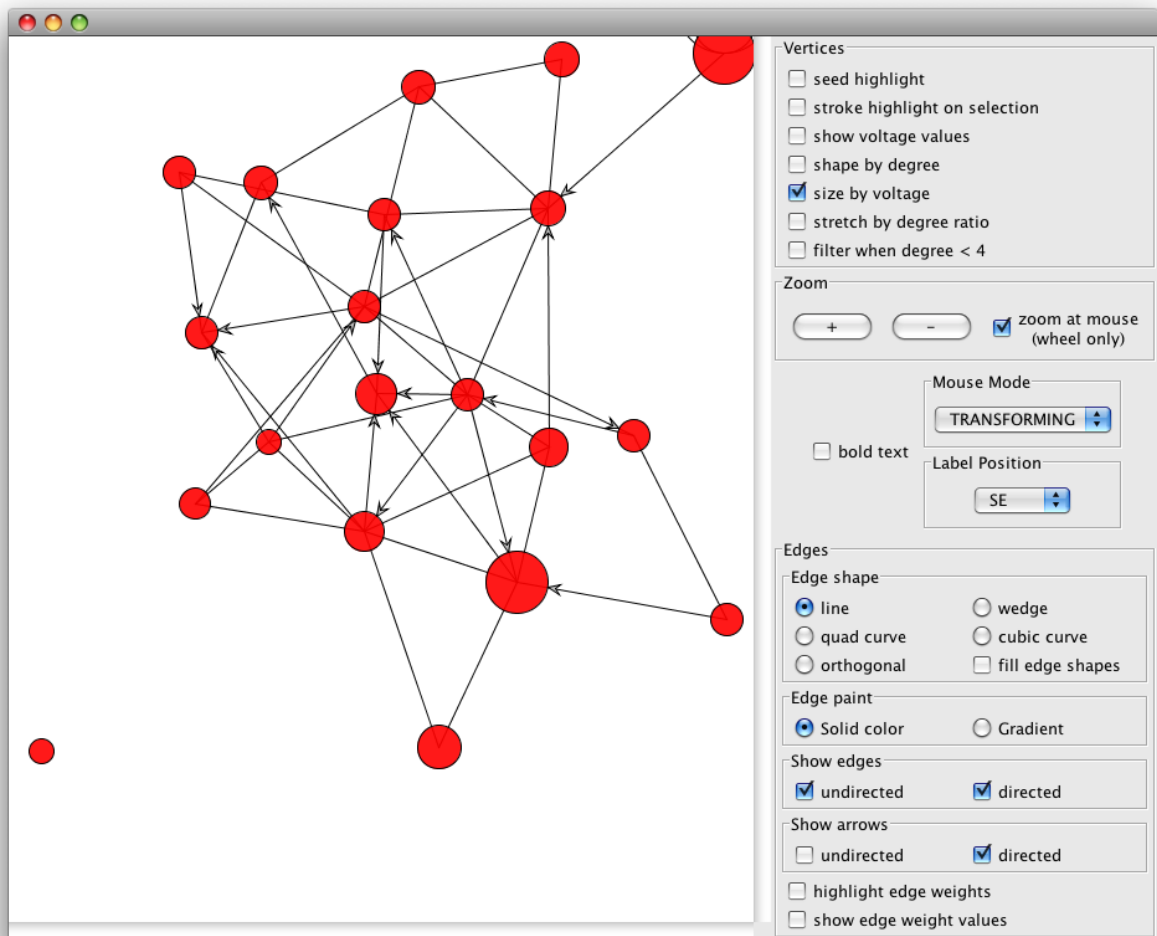 Vertices
seed highlight
stroke highlight on selection
show voltage values
shape by degree
size by voltage
stretch by degree ratio
filter when degree < 4
Zoom
+ -
zoom at mouse
(wheel only)
Mouse Mode
TRANSFORMING
bold text
Label Position
SE
Edges
Edge shape
line wedge
quad curve cubic curve
orthogonal fill edge shapes
Edge paint
Solid color Gradient
Show edges
undirected directed
Show arrows
undirected directed
highlight edge weights
show edge weight values